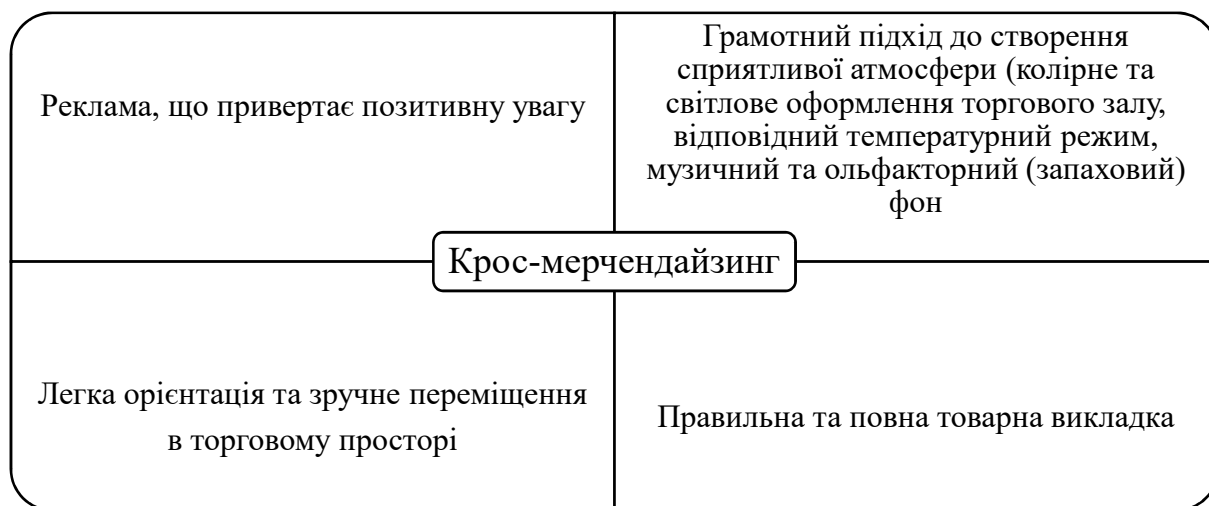 Реклама, що привертає позитивну увагу
Грамотний підхід до створення
сприятливої атмосфери (колірне та
світлове оформлення торгового залу,
відповідний температурний режим,
музичний та ольфакторний (запаховий)
фон
Крос-мерчендайзинг
Легка орієнтація та зручне переміщення
в торговому просторі
Правильна та повна товарна викладка